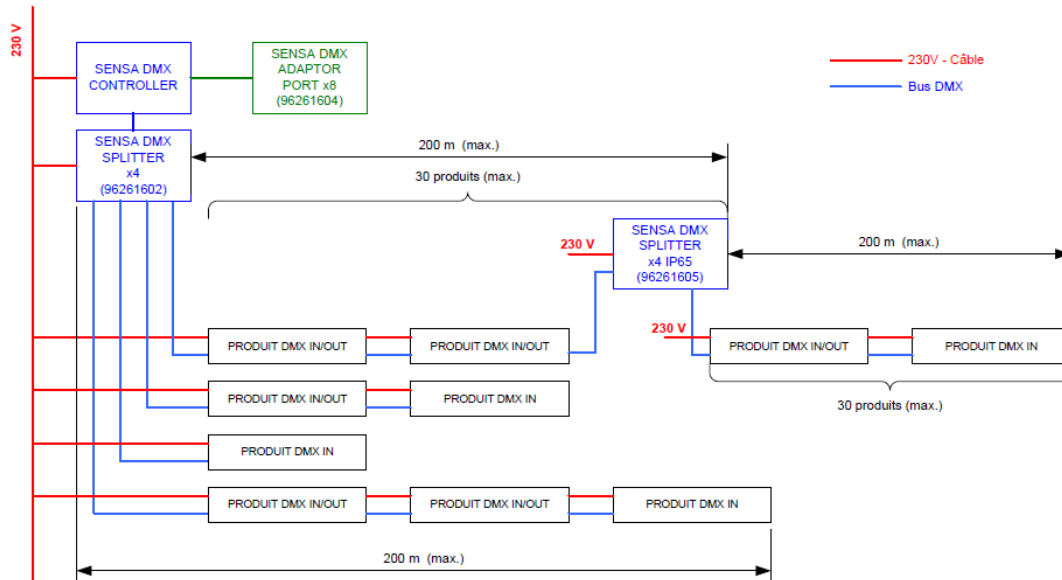 230 V
SENSA DMX
CONTROLLER
SENSA DMX
ADAPTOR
PORT x8
(96261604)
230V - Câble
Bus DMX
SENSA DMX
SPLITTER
x4
(96261602)
200 m (max.)
30 produits (max.)
230 V
SENSA DMX
SPLITTER
x4 IP65
(96261605)
200 m (max.)
PRODUIT DMX IN/OUT
PRODUIT DMX IN/OUT
230 V
PRODUIT DMX IN/OUT
PRODUIT DMX IN
PRODUIT DMX IN/OUT
PRODUIT DMX IN
30 produits (max.)
PRODUIT DMX IN
PRODUIT DMX IN/OUT
PRODUIT DMX IN/OUT
PRODUIT DMX IN
200 m (max.)